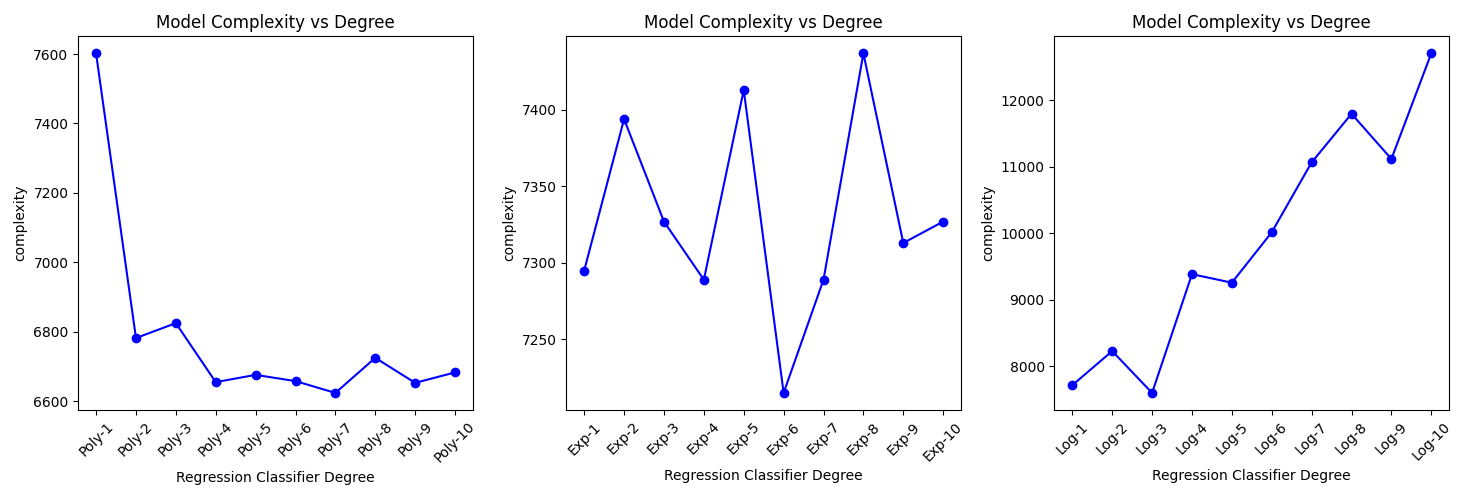 Model Complexity vs Degree
7600
7400
7200
7000
6800
6600
complexity
Poly-1
Poly-2
Poly-3
Poly-4
Poly-5
Poly-6
Poly-7
Poly-8
Poly-9
Poly-10
Regression Classifier Degree
Model Complexity vs Degree
7400
7350
7300
7250
complexity
Exp-1
Exp-2
Exp-3
Exp-4
Exp-5
Exp-6
Exp-7
Exp-8
Exp-9
Exp-10
Regression Classifier Degree
Model Complexity vs Degree
12000
11000
10000
9000
8000
complexity
Log-1
Log-2
Log-3
Log-4
Log-5
Log-6
Log-7
Log-8
Log-9
Log-10
Regression Classifier Degree